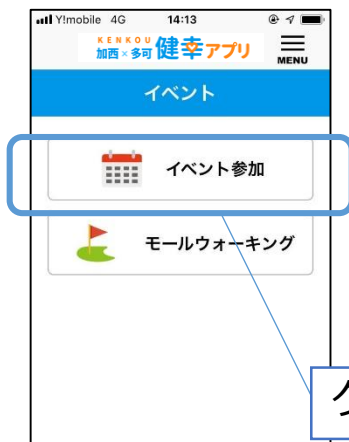 Y!mobile 4G 14:13
KENKOU
加西×多可 健幸アプリ
MENU
イベント
イベント参加
モールウォーキング